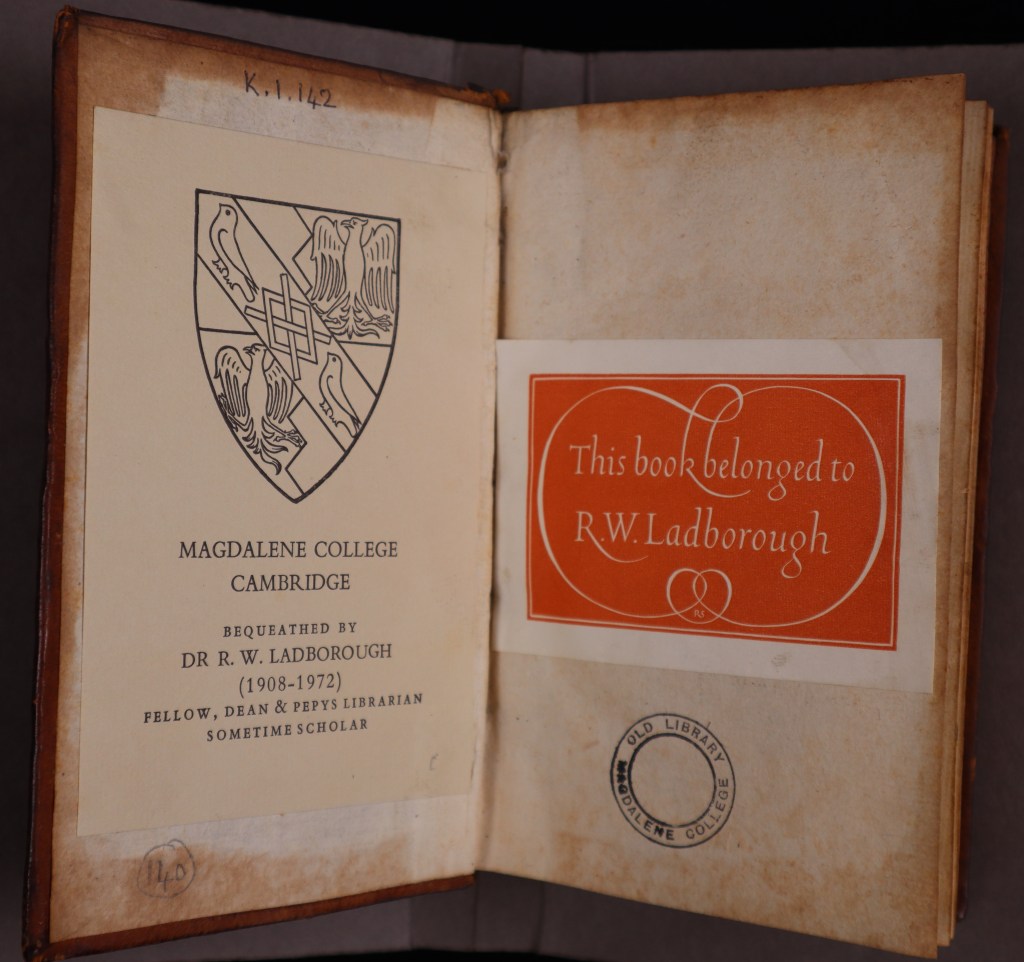 K.1.142
MAGDALENE COLLEGE
CAMBRIDGE
BEQUEATHED BY
DR R. W. LADBOROUGH
(1908-1972)
FELLOW, DEAN & PEPYS LIBRARIAN
SOMETIME SCHOLAR
140
This book belonged to
R.W. Ladborough
RS
OLD LIBRARY
MAGDALENE COLLEGE